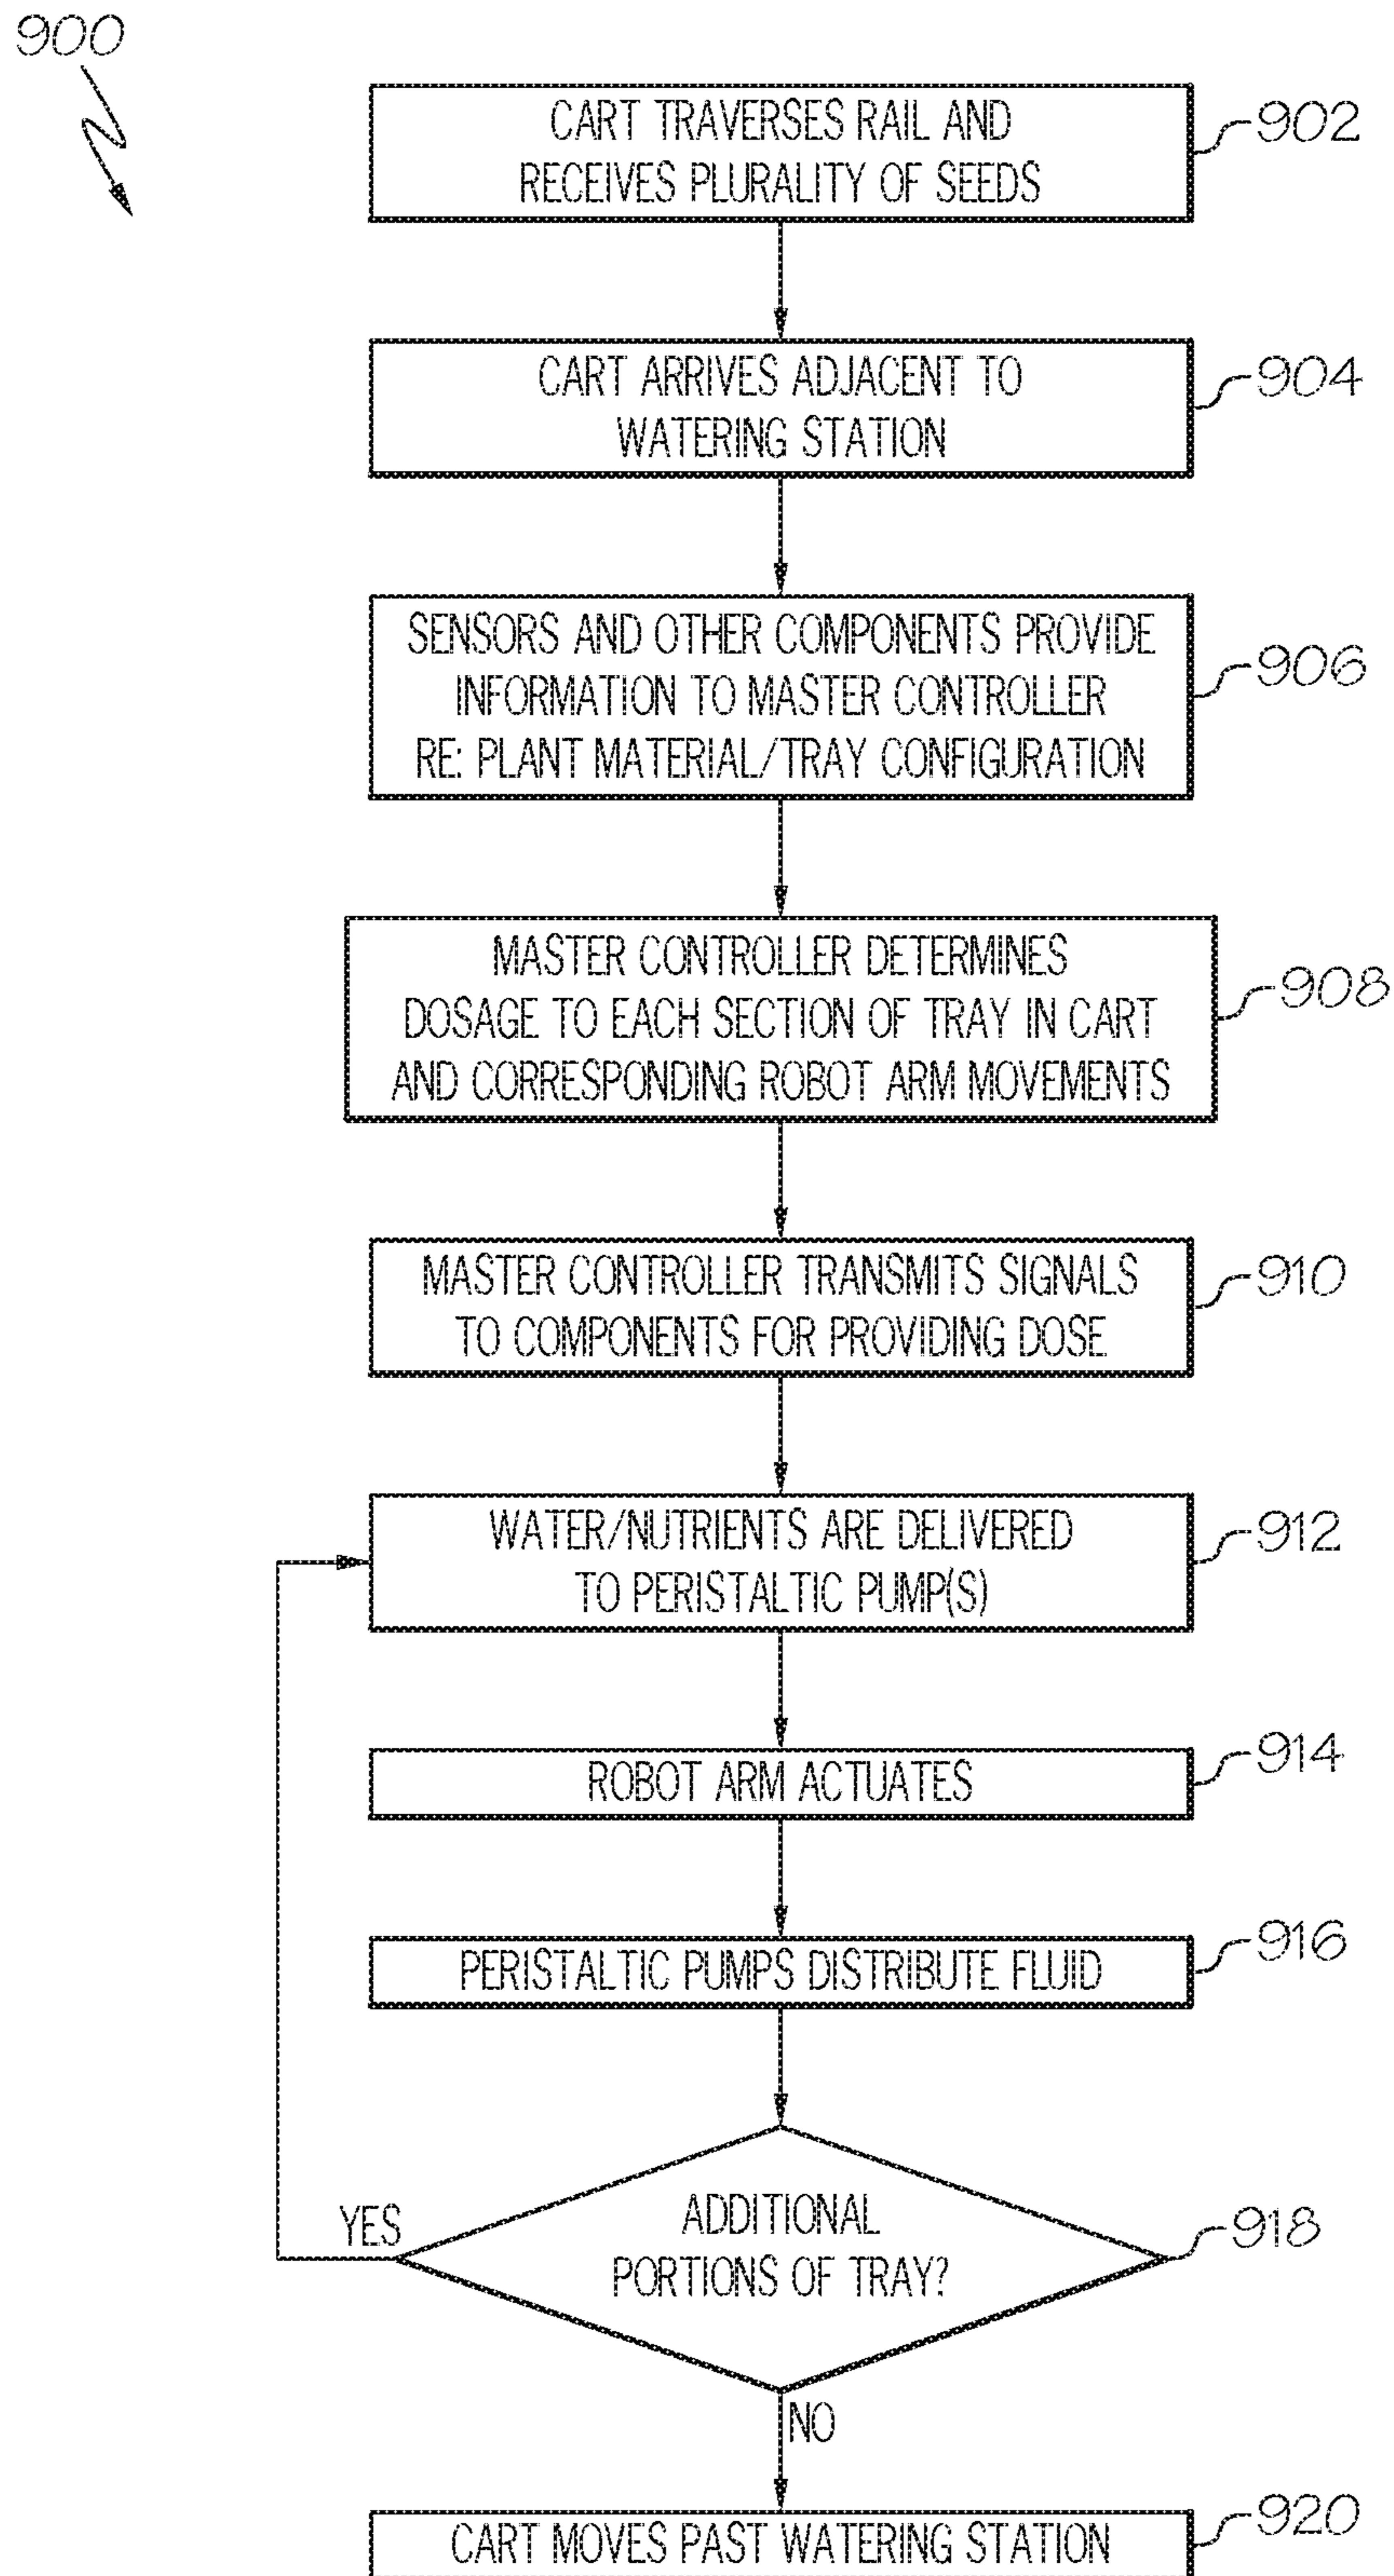 900
CART TRAVERSES RAIL AND
RECEIVES PLURALITY OF SEEDS
902
CART ARRIVES ADJACENT TO
WATERING STATION
904
SENSORS AND OTHER COMPONENTS PROVIDE
INFORMATION TO MASTER CONTROLLER
RE: PLANT MATERIAL/TRAY CONFIGURATION
906
MASTER CONTROLLER DETERMINES
DOSAGE TO EACH SECTION OF TRAY IN CART
AND CORRESPONDING ROBOT ARM MOVEMENTS
908
MASTER CONTROLLER TRANSMITS SIGNALS
TO COMPONENTS FOR PROVIDING DOSE
910
WATER/NUTRIENTS ARE DELIVERED
TO PERISTALTIC PUMP(S)
912
ROBOT ARM ACTUATES
914
PERISTALTIC PUMPS DISTRIBUTE FLUID
916
YES
ADDITIONAL
PORTIONS OF TRAY?
918
NO
CART MOVES PAST WATERING STATION
920